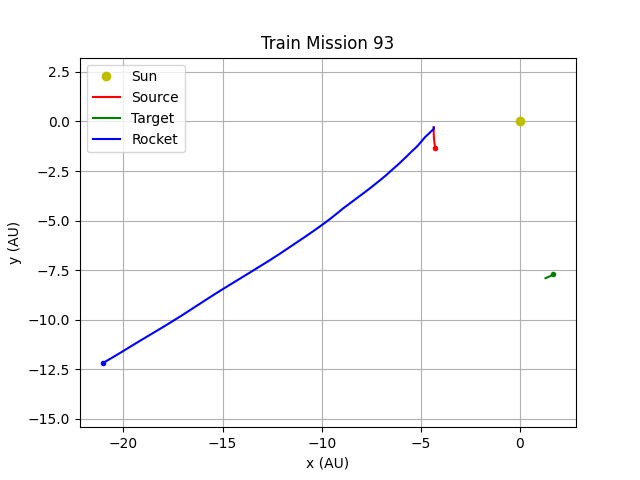 Train Mission 93
Sun
Source
Target
Rocket
2.5
0.0
−2.5
−5.0
−7.5
−10.0
−12.5
−15.0
y (AU)
−20 −15 −10 −5 0
x (AU)